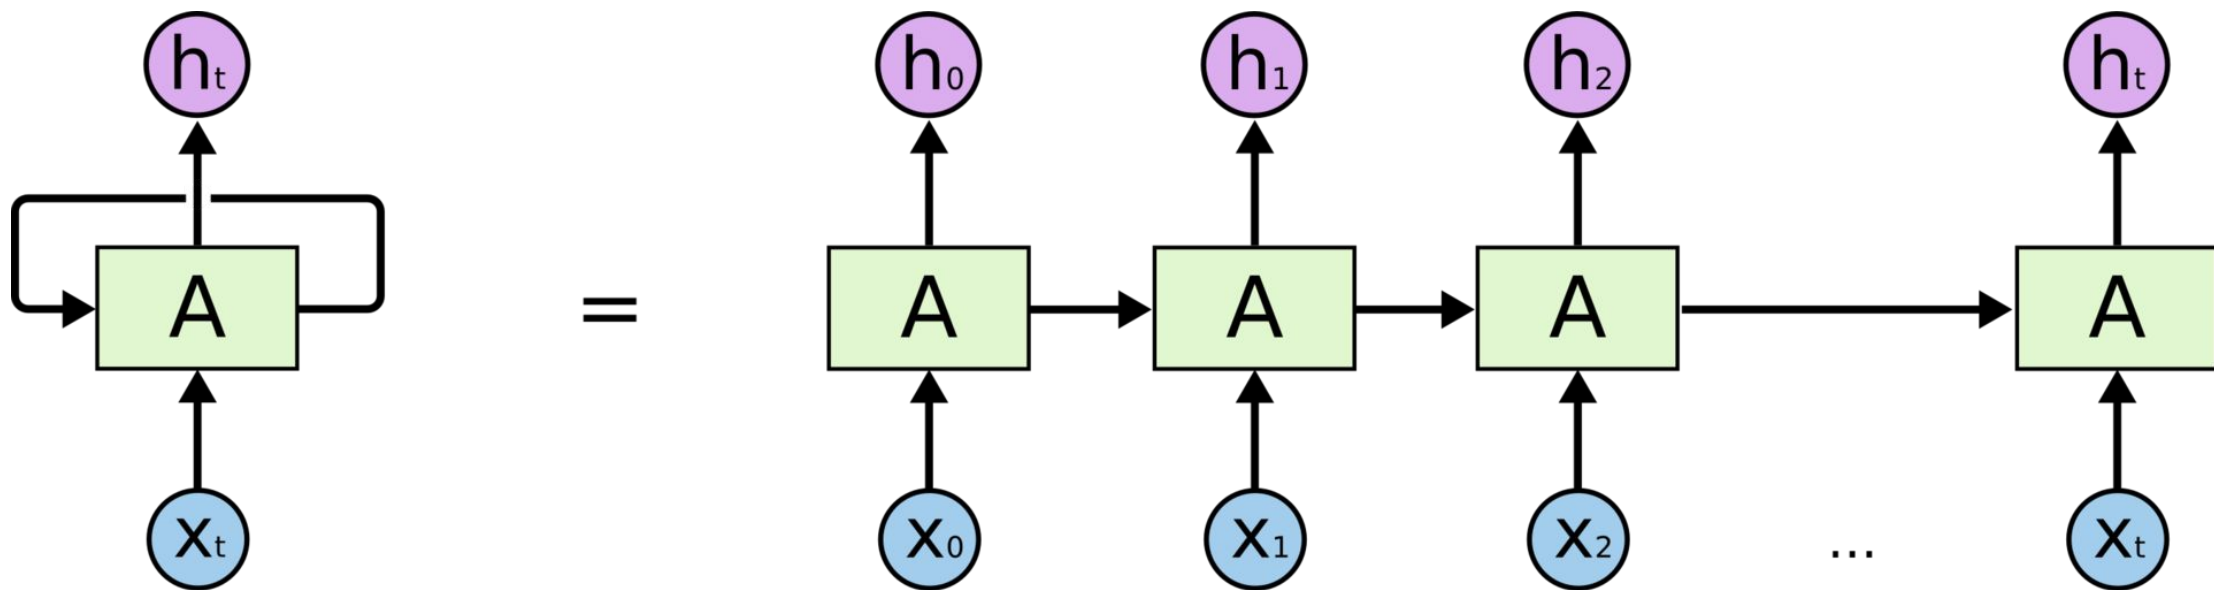 hₜ h₀ h₁ h₂ hₜ
A = A A A A
xₜ x₀ x₁ x₂ ... xₜ